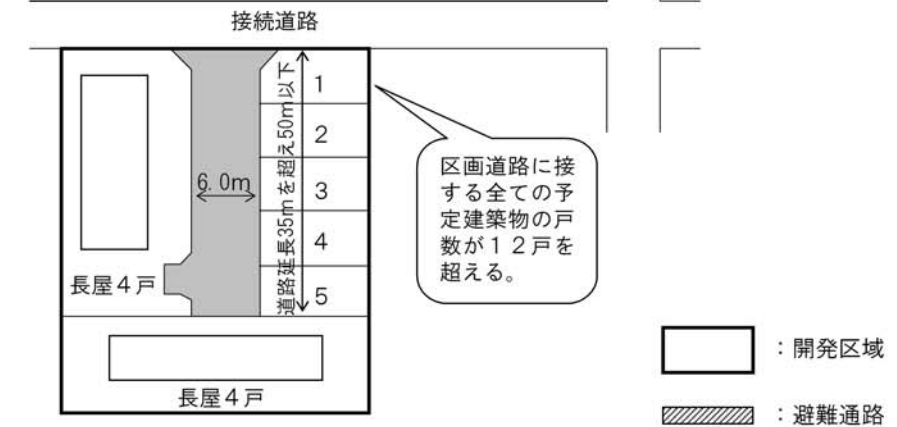 接続道路
道路延長35mを超え50m以下
1
2
6.0m
3
4
5
長屋4戸
長屋4戸
区画道路に接
する全ての予
定建築物の戸
数が12戸を
超える。
:開発区域
:避難通路